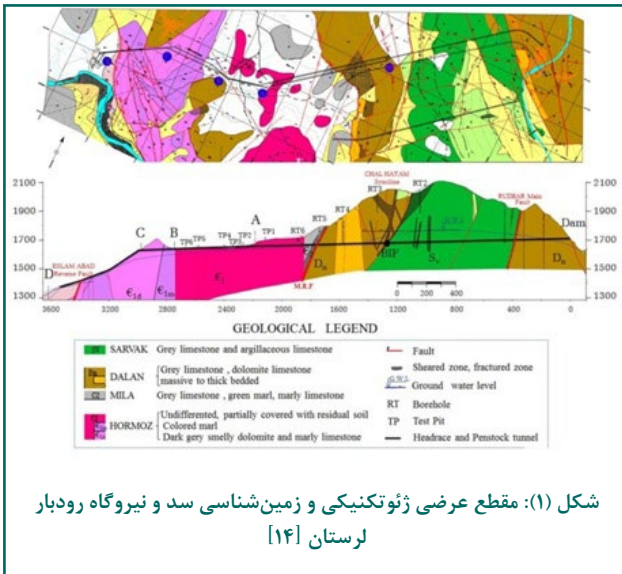 CHAL HATAM
Syncline
RUDBAR Main
Fault
2100
1900
1700
1500
1300
2100
1900
1700
1500
1300
RT3
RT2
RT4
RT5
RT6
A
TP1
TP2
TP4
TP5
TP6
B
C
D
Dam
ESLAM ABAD
Reverse Fault
G.W.L
BIF
M.R.F
3600
3200
2800
2400
2000
1600
1200
800
400
0
0 200 400
GEOLOGICAL LEGEND
SARVAK Grey limestone and argillaceous limestone
DALAN Grey limestone , dolomite limestone
massive to thick bedded
MILA Grey limestone , green marl, marly limestone
HORMOZ Undifferented, partially covered with residual soil
Colored marl
Dark gery smelly dolomite and marly limestone
Fault
Sheared zone, fractured zone
G.W.L Ground water level
RT Borehole
TP Test Pit
Headrace and Penstock tunnel
شکل (۱): مقطع عرضی ژئوتکنیکی و زمین‌شناسی سد و نیروگاه رودبار
لرستان [۱۴]